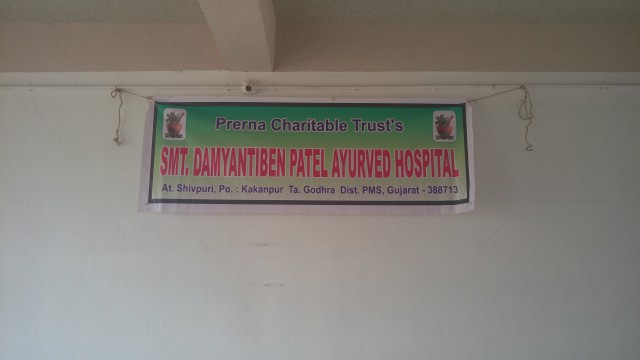 Prerna Charitable Trust's
SMT. DAMYANTIBEN PATEL AYURVED HOSPITAL
At. Shivpuri, Po. : Kakanpur Ta. Godhra Dist. PMS, Gujarat - 388713